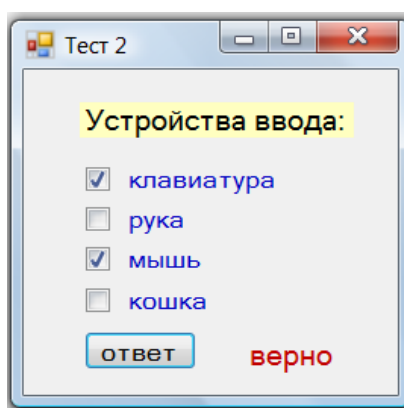 Тест 2
Устройства ввода:
клавиатура
рука
мышь
кошка
ответ верно